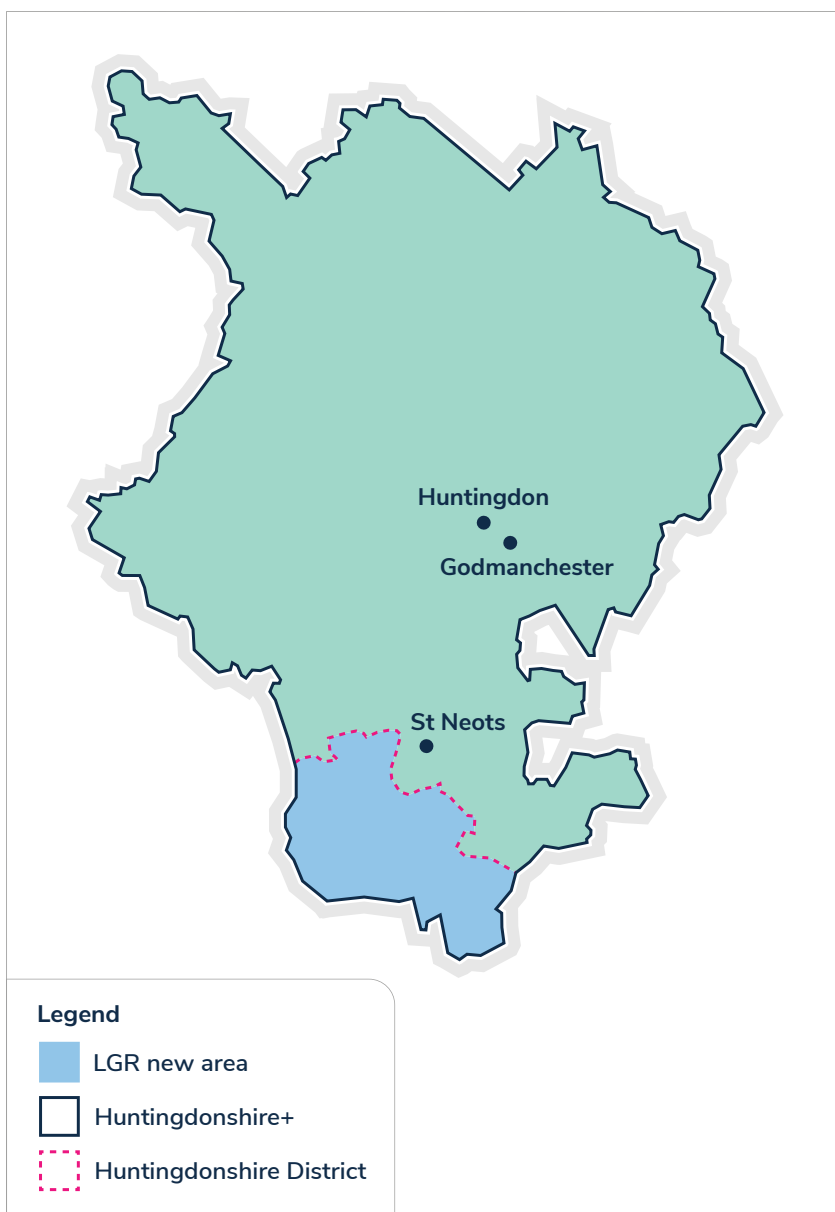 Huntingdon
Godmanchester
St Neots
Legend
LGR new area
Huntingdonshire+
Huntingdonshire District